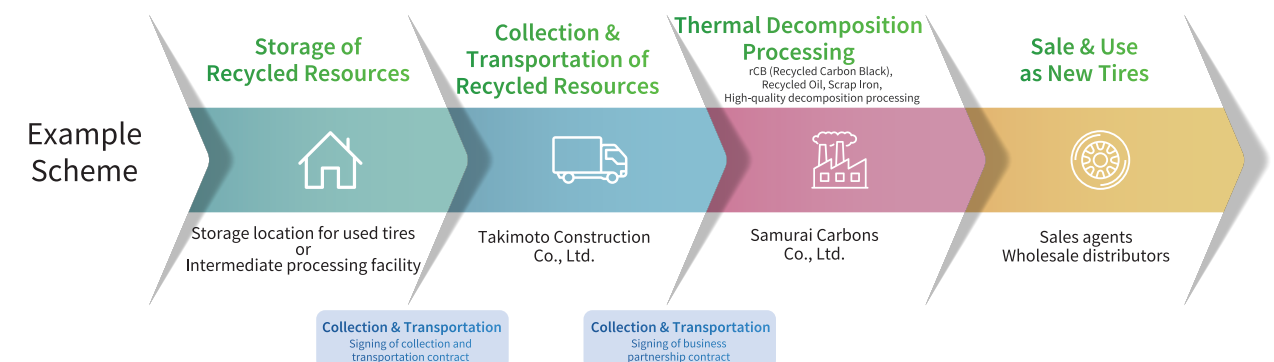 Example
Scheme
Storage of
Recycled Resources
Storage location for used tires
or
Intermediate processing facility
Collection &
Transportation of
Recycled Resources
Takimoto Construction
Co., Ltd.
Thermal Decomposition
Processing
rCB (Recycled Carbon Black),
Recycled Oil, Scrap Iron,
High-quality decomposition processing
Samurai Carbons
Co., Ltd.
Sale & Use
as New Tires
Sales agents
Wholesale distributors
Collection & Transportation
Signing of collection and
transportation contract
Collection & Transportation
Signing of business
partnership contract